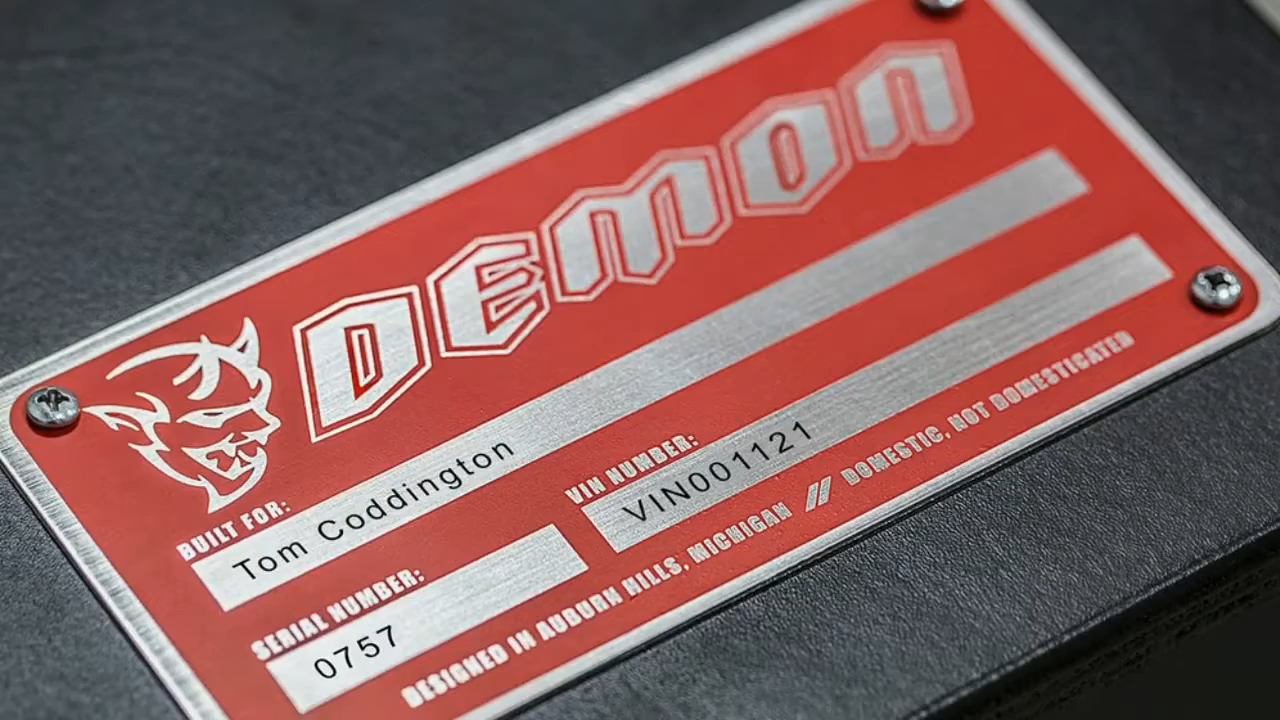 DEMON
BUILT FOR:
Tom Coddington
SERIAL NUMBER:
0757
VIN NUMBER:
VIN001121
DESIGNED IN AUBURN HILLS, MICHIGAN // DOMESTIC, NOT DOMESTICATED